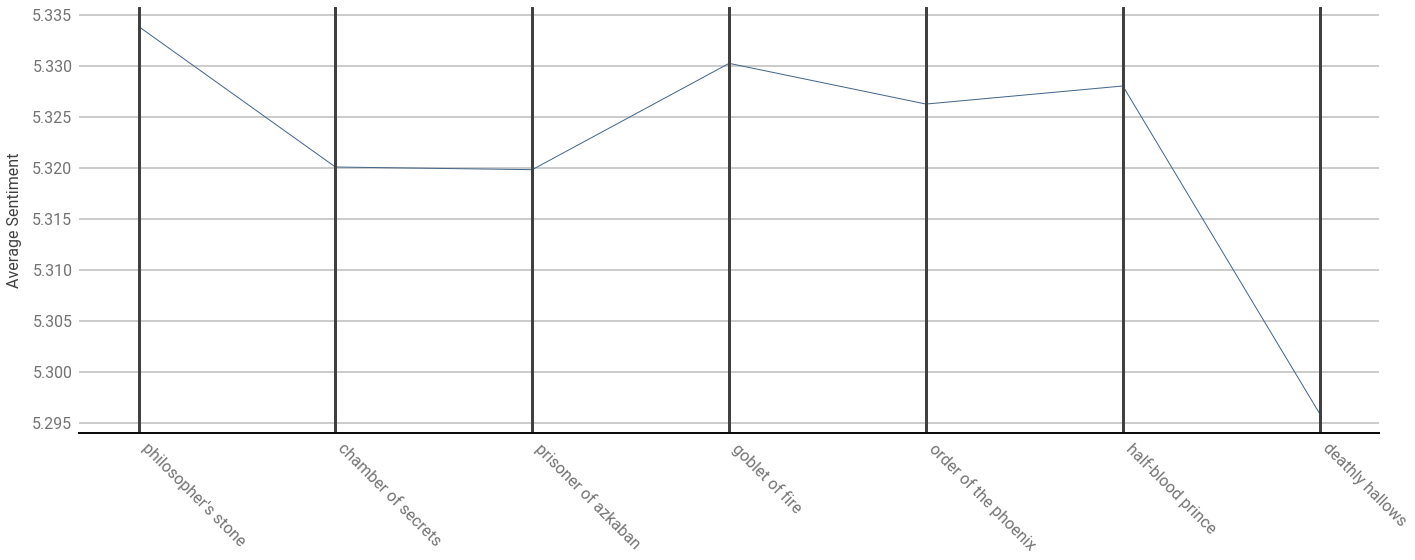 5.335
5.330
5.325
5.320
5.315
5.310
5.305
5.300
5.295
Average Sentiment
philosopher's stone
chamber of secrets
prisoner of azkaban
goblet of fire
order of the phoenix
half-blood prince
deathly hallows